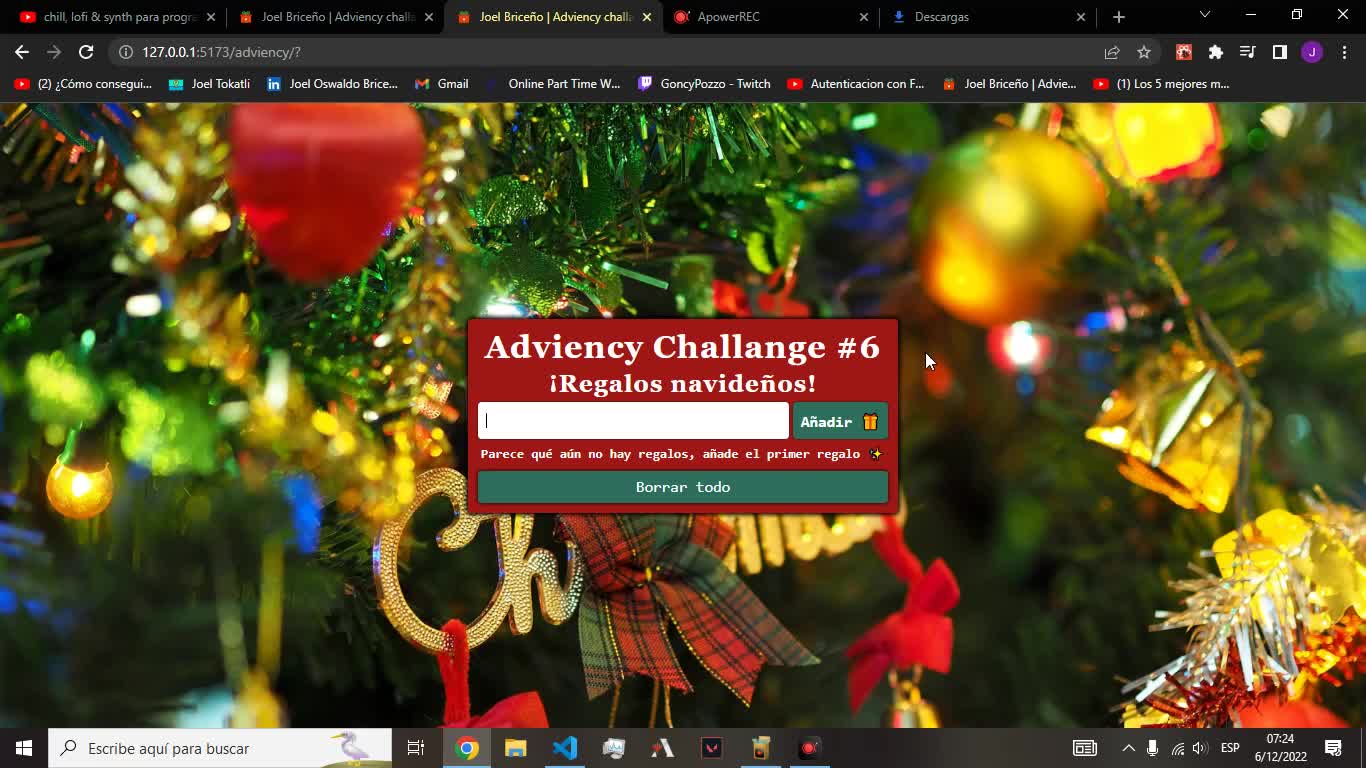 chill, lofi & synth para progra
Joel Briceño | Adviency challa
Joel Briceño | Adviency challa
ApowerREC
Descargas
127.0.0.1:5173/adviency/?
J
(2) ¿Cómo consegui...
Joel Tokatli
Joel Oswaldo Brice...
Gmail
Online Part Time W...
GoncyPozzo - Twitch
Autenticacion con F...
Joel Briceño | Advie...
(1) Los 5 mejores m...
Adviency Challange #6
¡Regalos navideños!
Añadir
Parece qué aún no hay regalos, añade el primer regalo
Borrar todo
Ch
Escribe aquí para buscar
ESP
07:24
6/12/2022